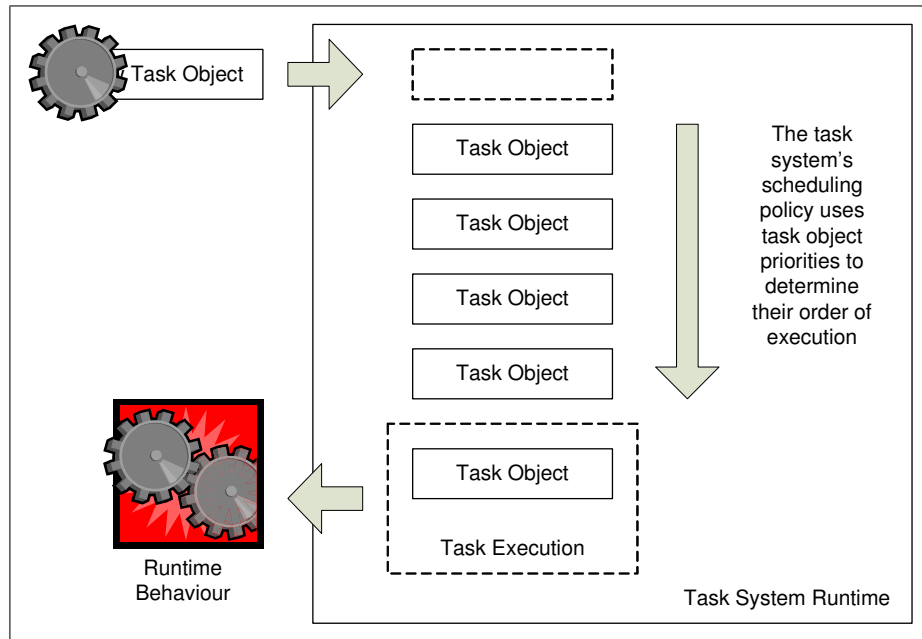 Task Object
Task Object
Task Object
Task Object
Task Object
The task
system's
scheduling
policy uses
task object
priorities to
determine
their order of
execution
Task Object
Task Execution
Runtime
Behaviour
Task System Runtime